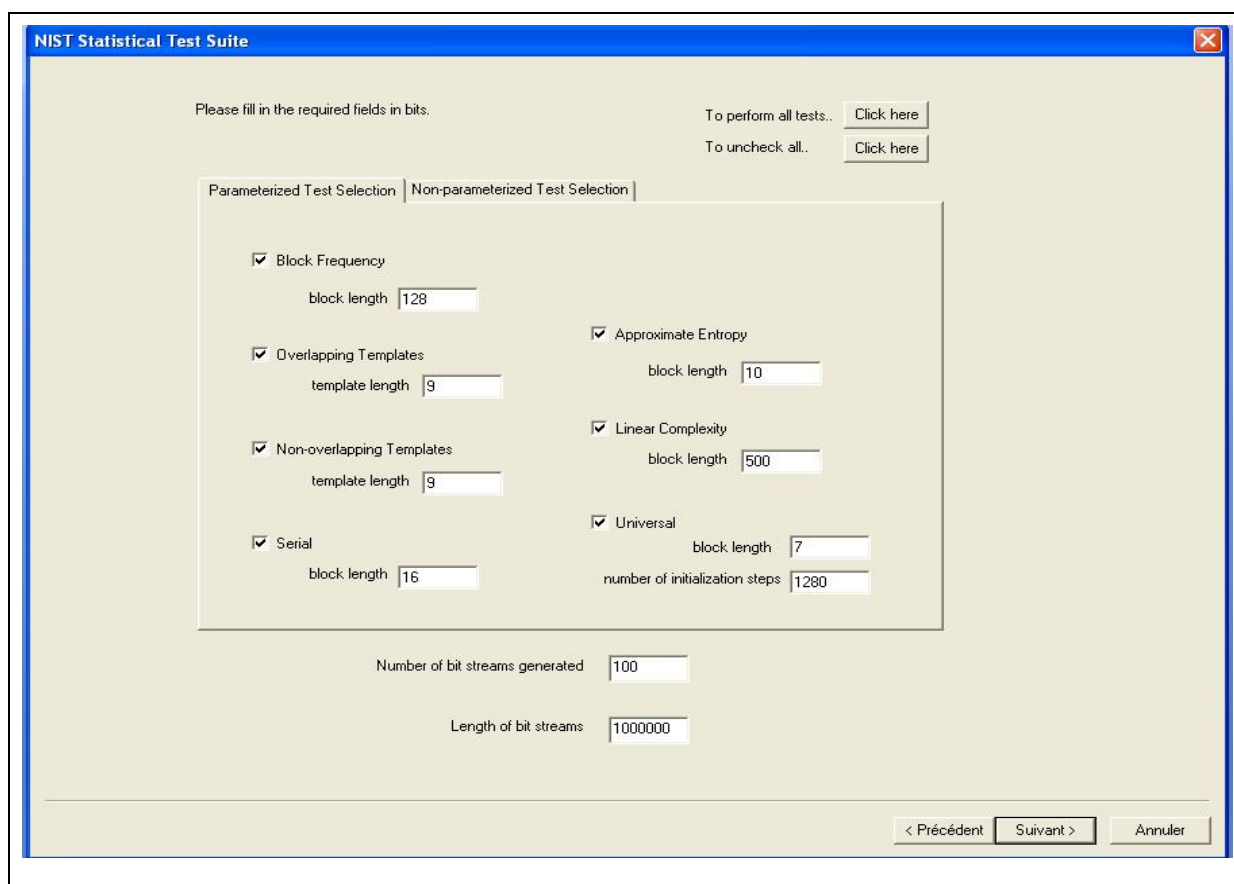 NIST Statistical Test Suite
Please fill in the required fields in bits.
To perform all tests.. Click here
To uncheck all.. Click here
Parameterized Test Selection Non-parameterized Test Selection
Block Frequency
block length 128
Overlapping Templates
template length 9
Non-overlapping Templates
template length 9
Serial
block length 16
Approximate Entropy
block length 10
Linear Complexity
block length 500
Universal
block length 7
number of initialization steps 1280
Number of bit streams generated 100
Length of bit streams 1000000
< Précédent Suivant > Annuler